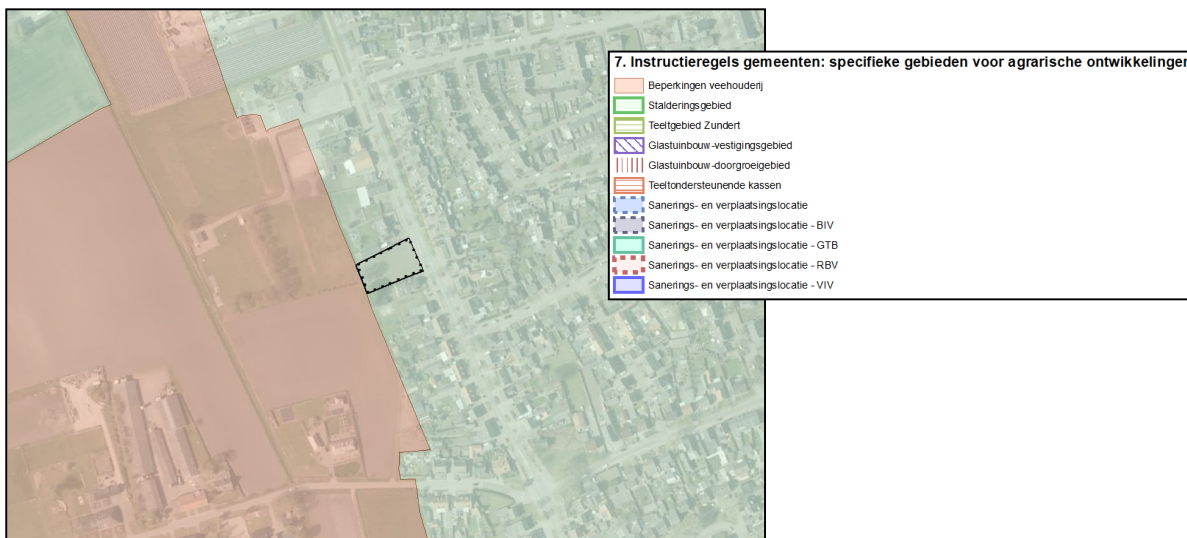 7. Instructieregels gemeenten: specifieke gebieden voor agrarische ontwikkelingen
Beperkingen veehouderij
Stalderingsgebied
Teeltgebied Zundert
Glastuinbouw-vestigingsgebied
Glastuinbouw-doorgroeigebied
Teeltondersteunende kassen
Sanerings- en verplaatsingslocatie
Sanerings- en verplaatsingslocatie - BIV
Sanerings- en verplaatsingslocatie - GTB
Sanerings- en verplaatsingslocatie - RBV
Sanerings- en verplaatsingslocatie - VIV